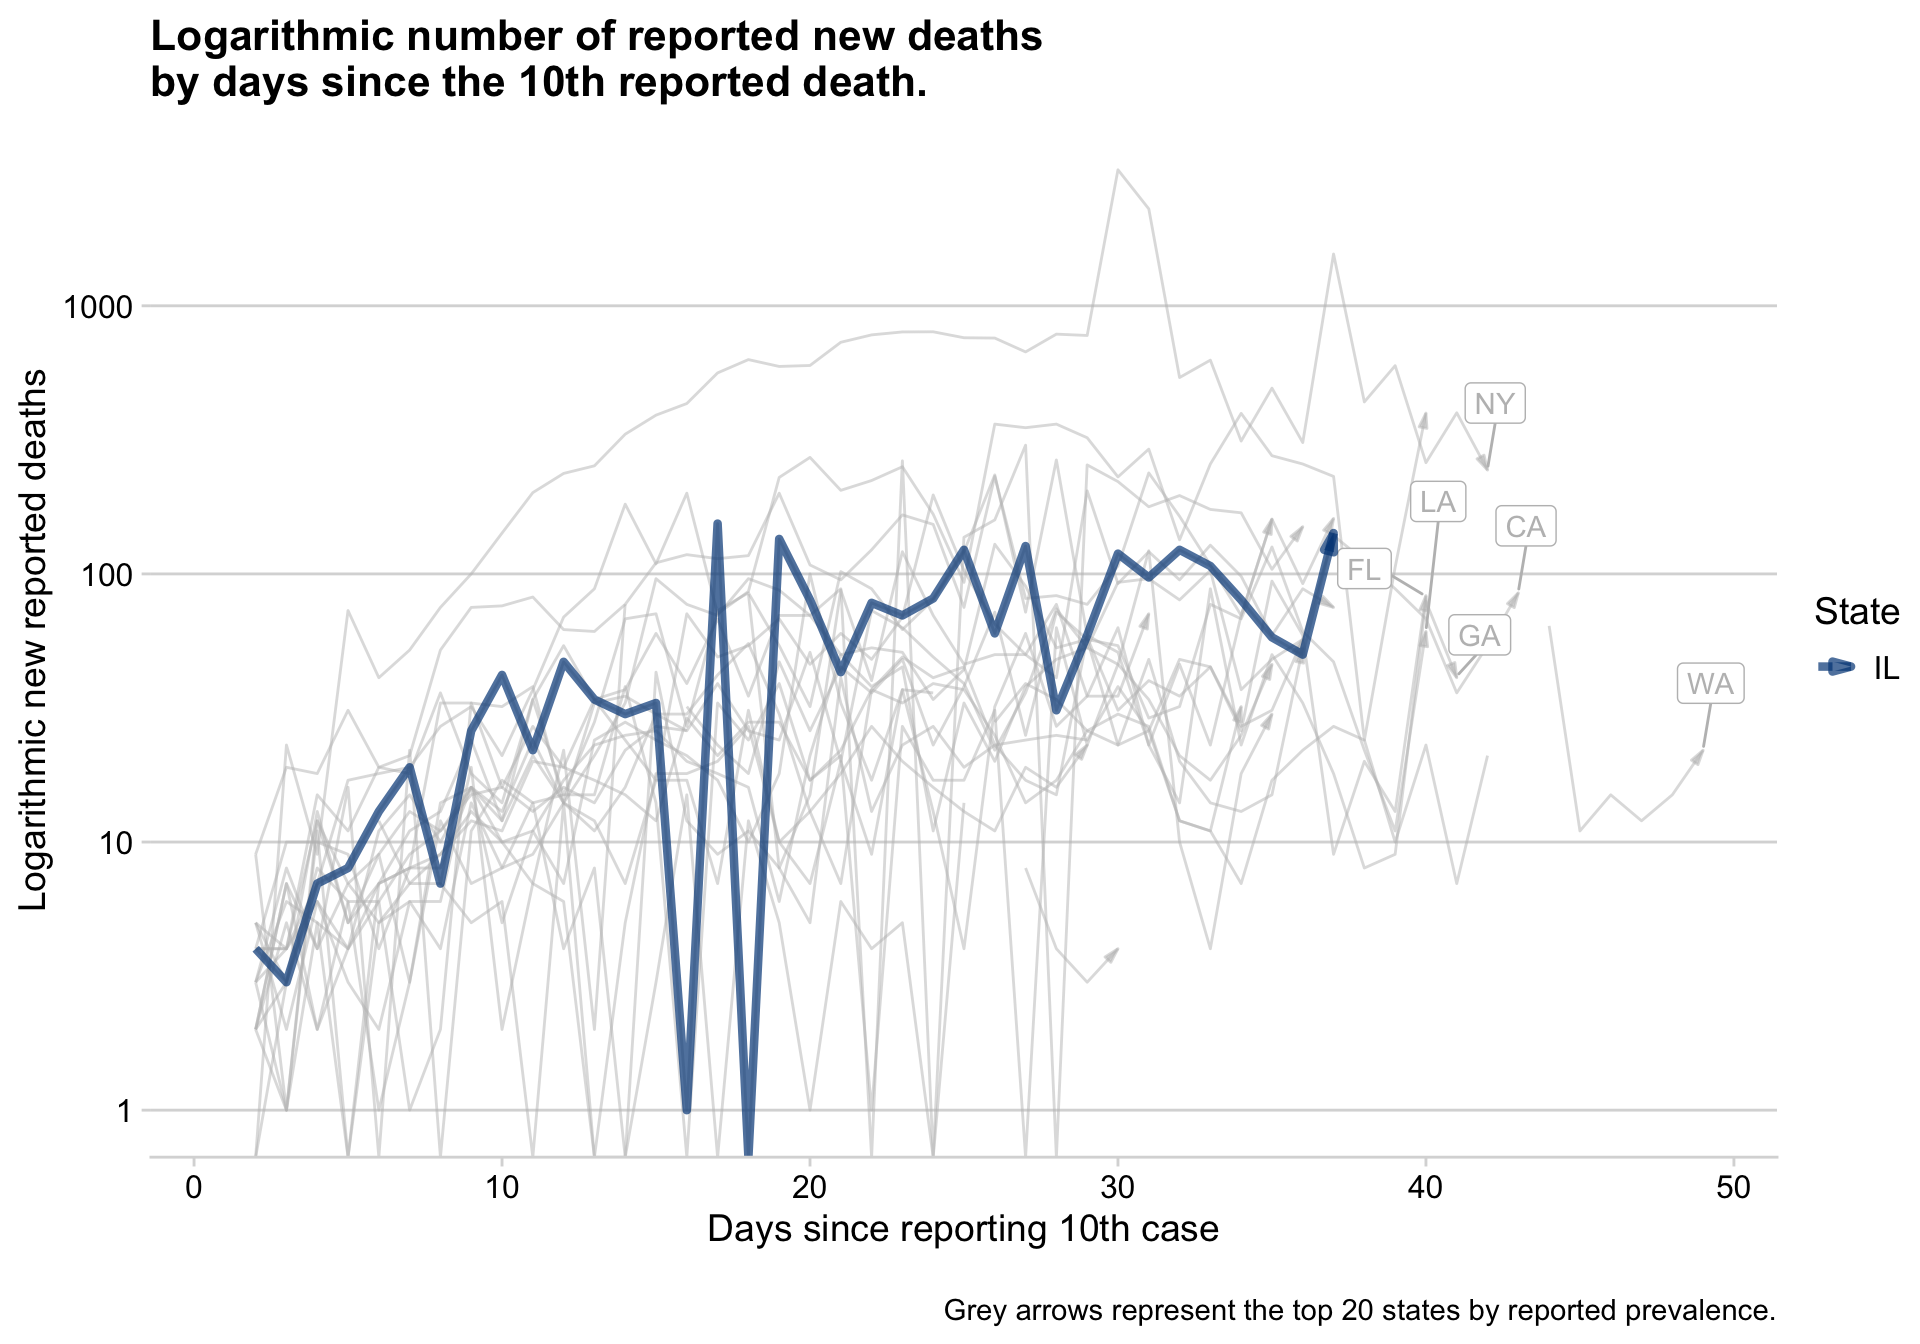 Logarithmic number of reported new deaths
by days since the 10th reported death.
Logarithmic new reported deaths
1000
100
10
1
NY
LA
CA
FL
GA
WA
State
IL
0 10 20 30 40 50
Days since reporting 10th case
Grey arrows represent the top 20 states by reported prevalence.